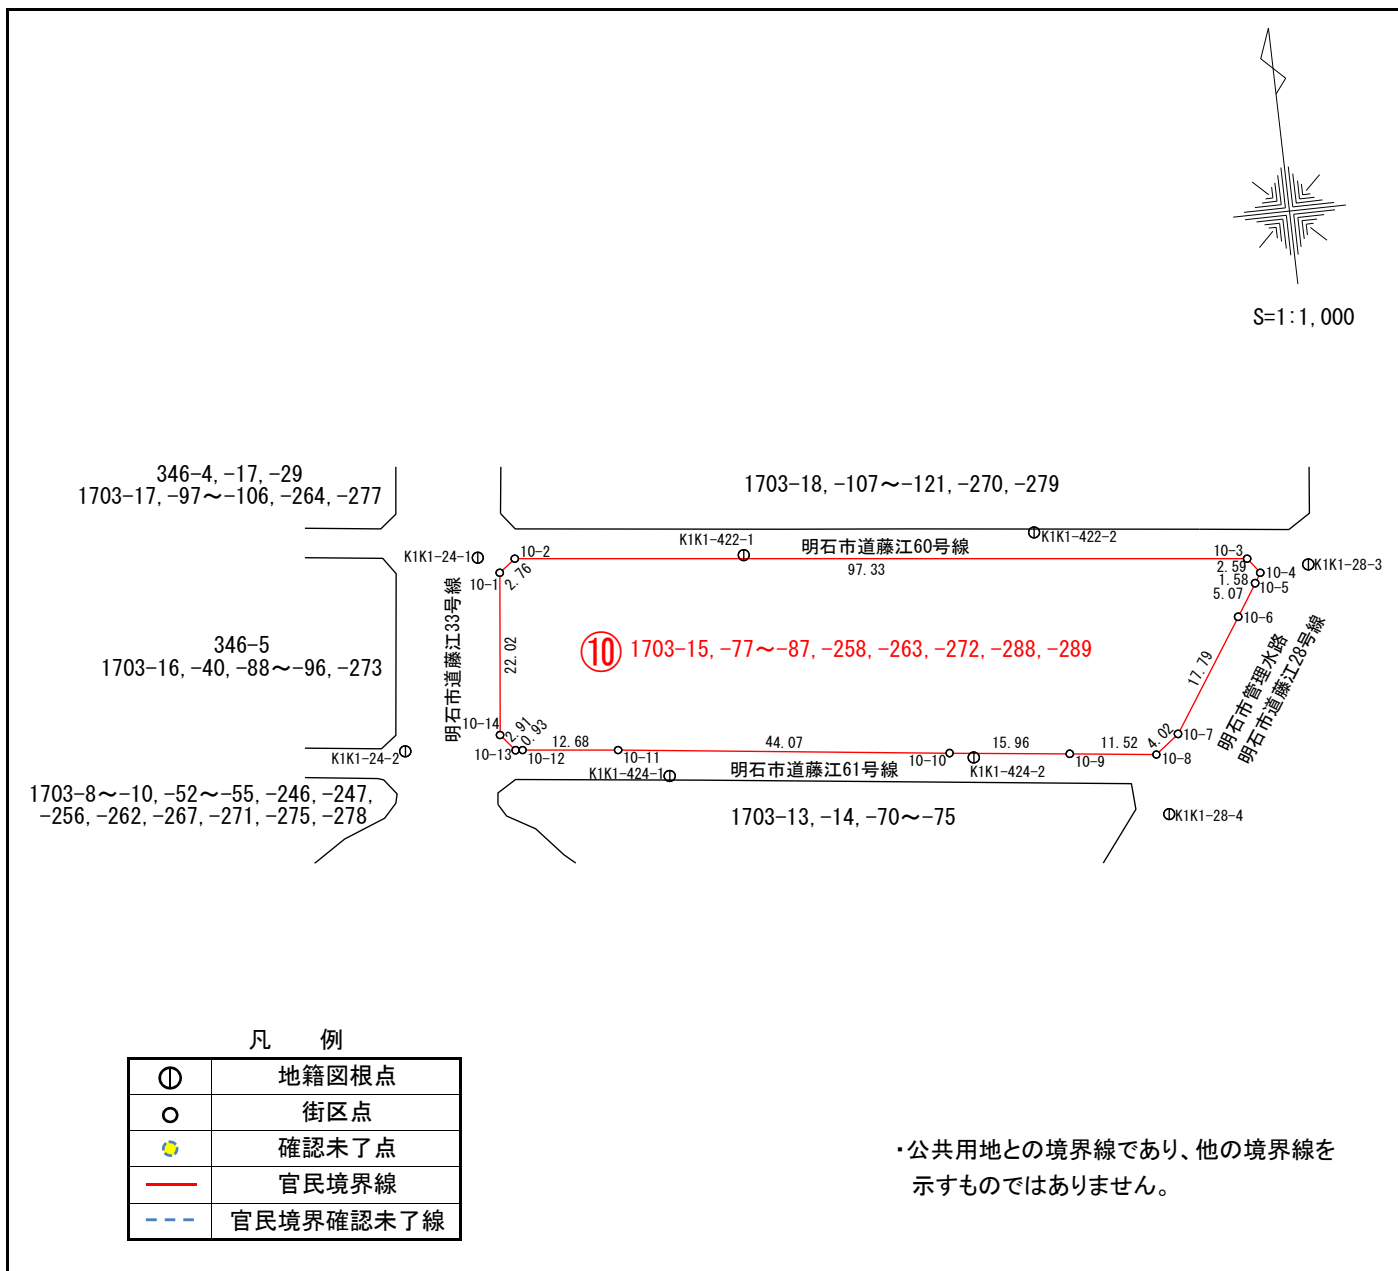 S=1:1,000
346-4,-17,-29
1703-17,-97～-106,-264,-277
1703-18,-107～-121,-270,-279
K1K1-24-1
10-2
K1K1-422-1
明石市道藤江60号線
K1K1-422-2
10-3
K1K1-28-3
10-1
2.76
97.33
2.59
10-4
1.58
10-5
5.07
10-6
明石市道藤江33号線
22.02
346-5
1703-16,-40,-88～-96,-273
⑩ 1703-15,-77～-87,-258,-263,-272,-288,-289
17.79
明石市管理水路
明石市道藤江28号線
10-14
2.91
0.93
10-13
10-12
12.68
10-11
44.07
10-10
15.96
10-9
11.52
4.02
10-7
10-8
K1K1-24-2
K1K1-424-1
明石市道藤江61号線
K1K1-424-2
1703-8～-10,-52～-55,-246,-247,
-256,-262,-267,-271,-275,-278
1703-13,-14,-70～-75
K1K1-28-4
凡　例
地籍図根点
街区点
確認未了点
官民境界線
官民境界確認未了線
・公共用地との境界線であり、他の境界線を
示すものではありません。